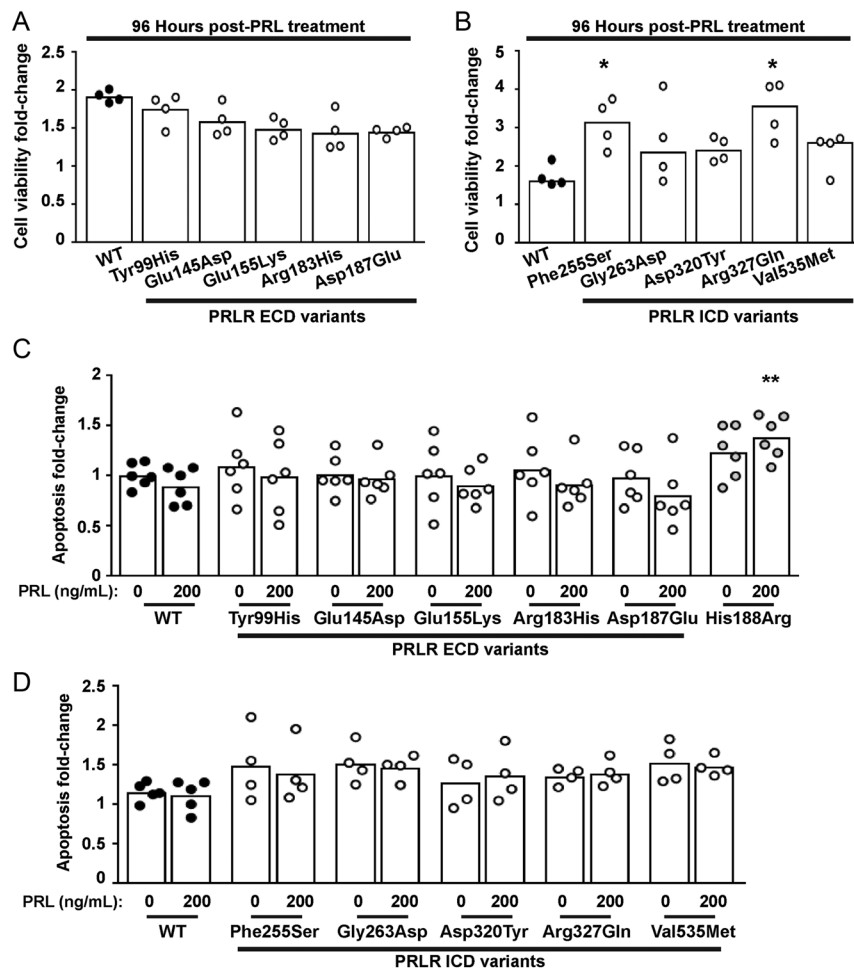 A
96 Hours post-PRL treatment
Cell viability fold-change
2.5
2
1.5
1
0.5
0
WT
Tyr99His
Glu145Asp
Glu155Lys
Arg183His
Asp187Glu
PRLR ECD variants
B
96 Hours post-PRL treatment
Cell viability fold-change
5
4
3
2
1
0
*
*
WT
Phe255Ser
Gly263Asp
Asp320Tyr
Arg327Gln
Val535Met
PRLR ICD variants
C
Apoptosis fold-change
2
1.5
1
0.5
0
**
PRL (ng/mL): 0 200 0 200 0 200 0 200 0 200 0 200 0 200
WT Tyr99His Glu145Asp Glu155Lys Arg183His Asp187Glu His188Arg
PRLR ECD variants
D
Apoptosis fold-change
2.5
2
1.5
1
0.5
0
PRL (ng/mL): 0 200 0 200 0 200 0 200 0 200 0 200
WT Phe255Ser Gly263Asp Asp320Tyr Arg327Gln Val535Met
PRLR ICD variants